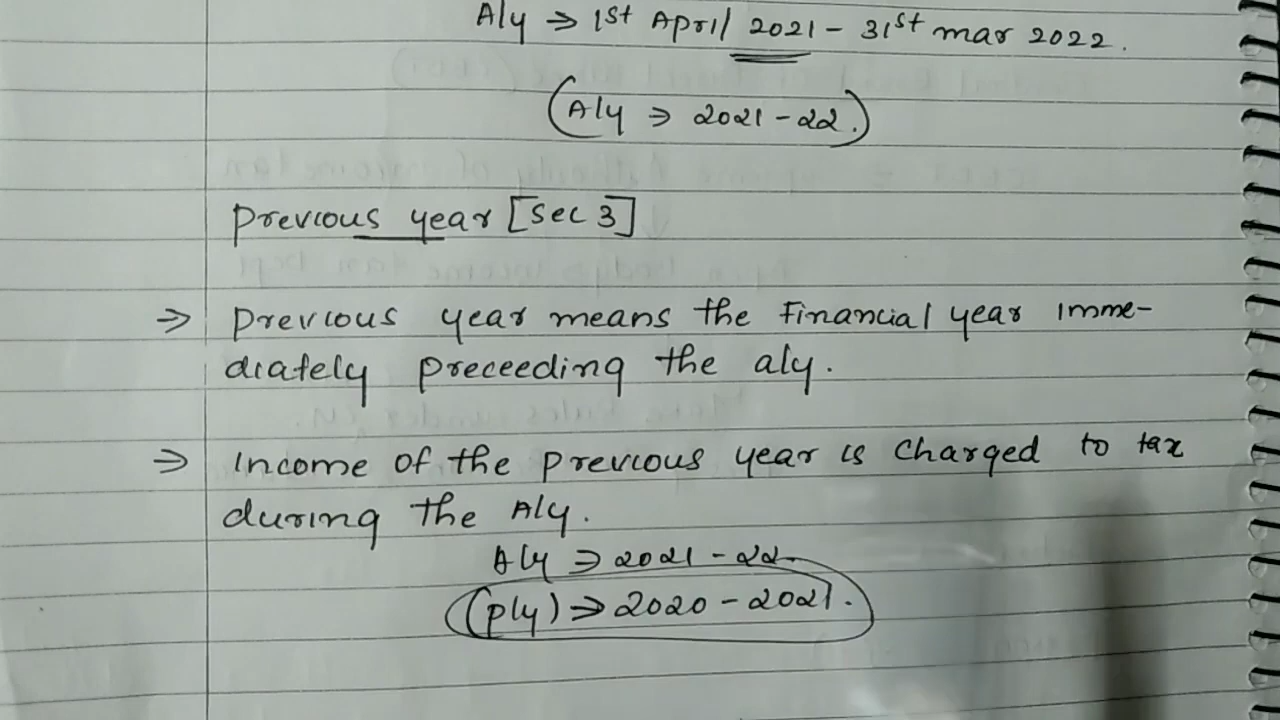 Aly ⇒ 1st April 2021 - 31st mar 2022.
(Aly ⇒ 2021-22.)
previous year [sec 3]
⇒ previous year means the Financial year imme-
diately preceeding the aly.
⇒ Income of the previous year is charged to tax
during the Aly.
Aly ⇒ 2021-22
(ply) ⇒ 2020-2021.